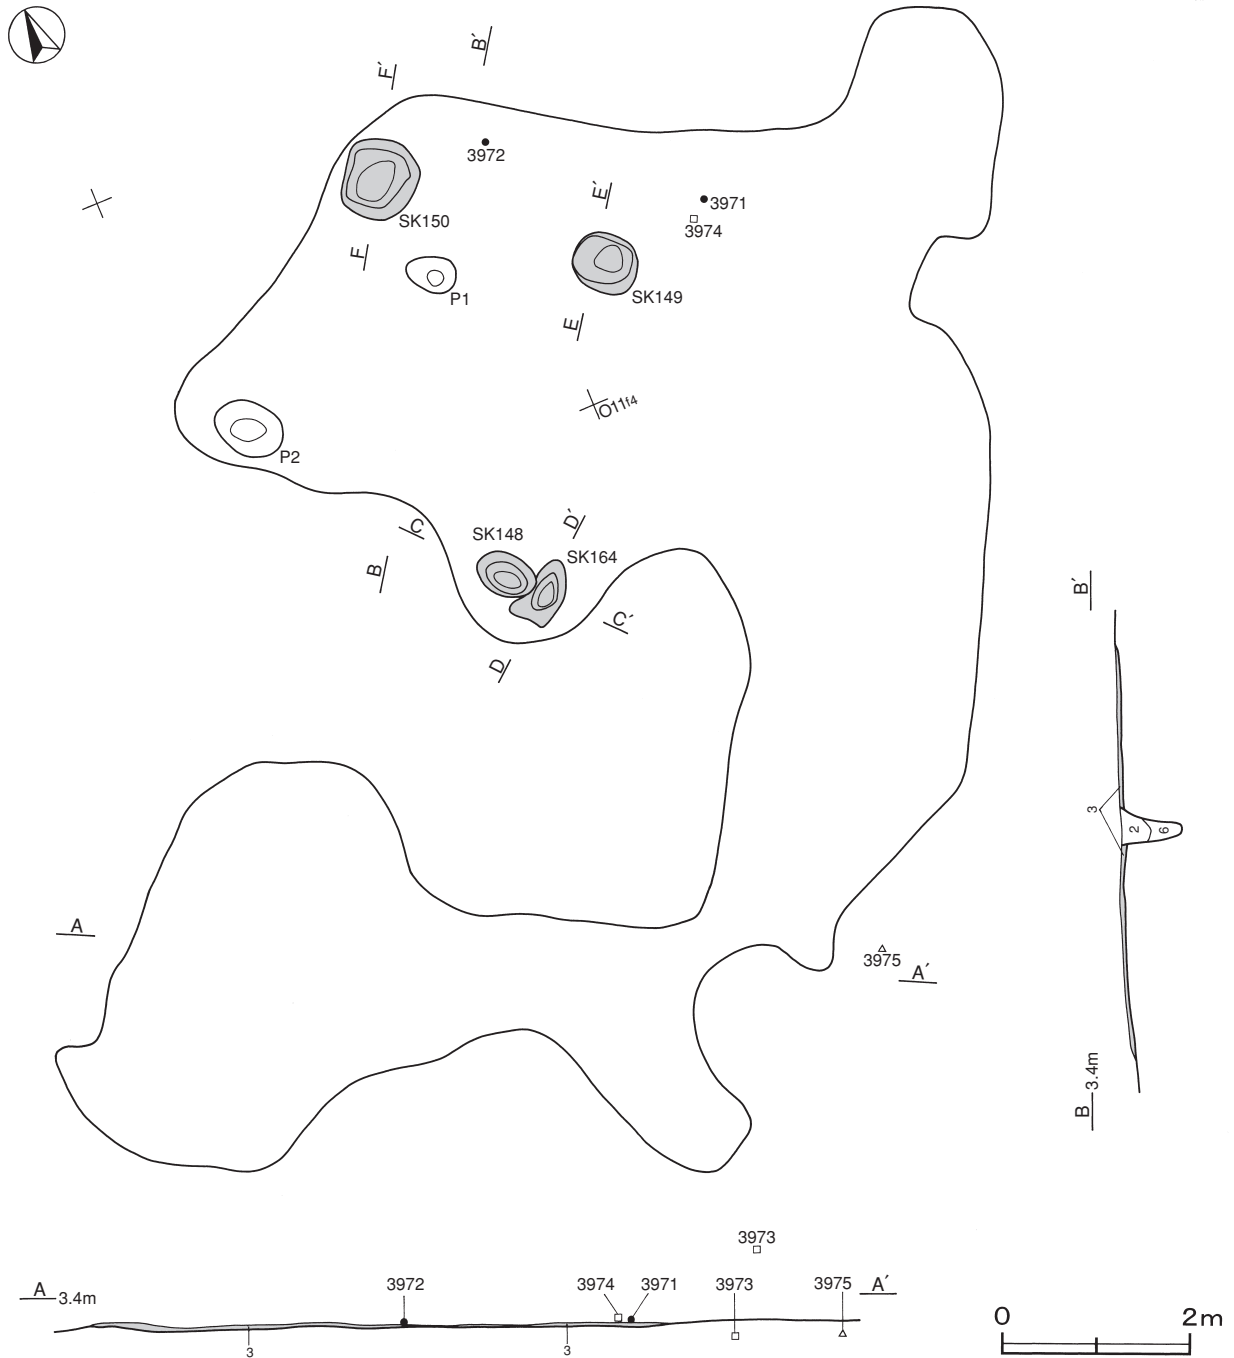 B′
F′
3972
E′
3971
3974
SK150
F
P1
SK149
E
O11f4
P2
C
D′
SK148
SK164
B
B′
C′
D
3
2
6
A
3975
A′
B 3.4m
3973
A 3.4m
3972
3974
3971
3973
3975
A′
3
3
0
2m